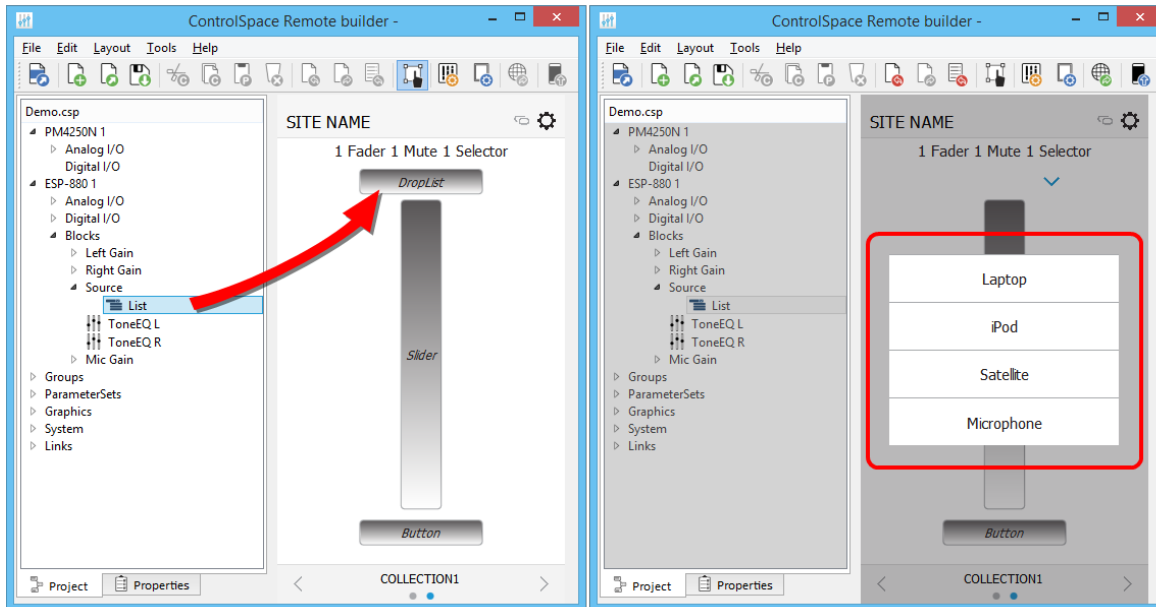 ControlSpace Remote builder -
File Edit Layout Tools Help
Demo.csp
PM4250N 1
Analog I/O
Digital I/O
ESP-880 1
Analog I/O
Digital I/O
Blocks
Left Gain
Right Gain
Source
List
ToneEQ L
ToneEQ R
Mic Gain
Groups
ParameterSets
Graphics
System
Links
Project Properties
SITE NAME
1 Fader 1 Mute 1 Selector
DropList
Slider
Button
COLLECTION1
ControlSpace Remote builder -
File Edit Layout Tools Help
Demo.csp
PM4250N 1
Analog I/O
Digital I/O
ESP-880 1
Analog I/O
Digital I/O
Blocks
Left Gain
Right Gain
Source
List
ToneEQ L
ToneEQ R
Mic Gain
Groups
ParameterSets
Graphics
System
Links
Project Properties
SITE NAME
1 Fader 1 Mute 1 Selector
Laptop
iPod
Satellite
Microphone
Button
COLLECTION1